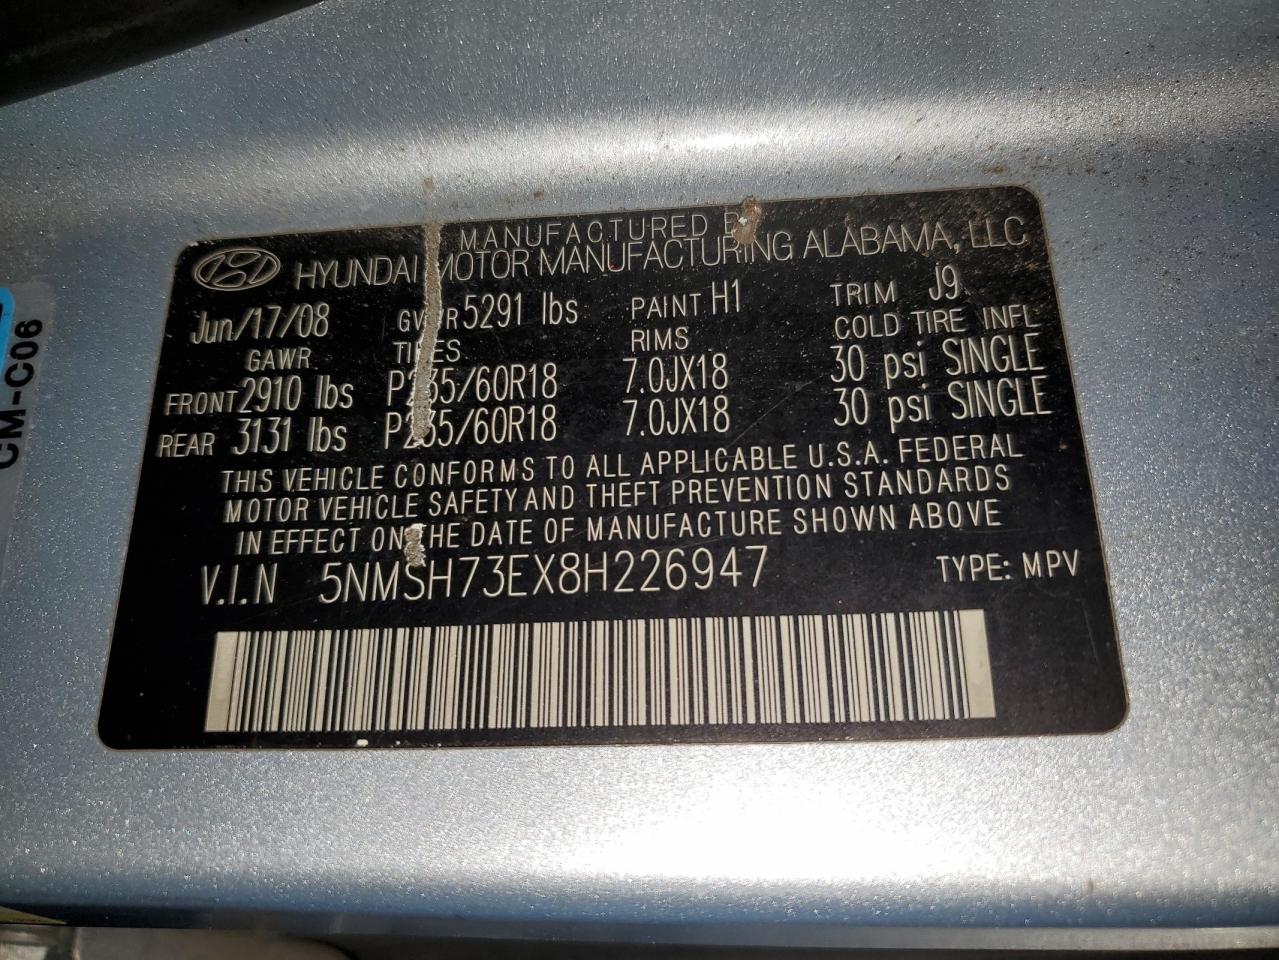 MANUFACTURED BY
HYUNDAI MOTOR MANUFACTURING ALABAMA, LLC
Jun/17/08 GVWR 5291 lbs PAINT H1 TRIM J9
GAWR TIRES RIMS COLD TIRE INFL
FRONT 2910 lbs P235/60R18 7.0JX18 30 psi SINGLE
REAR 3131 lbs P235/60R18 7.0JX18 30 psi SINGLE
THIS VEHICLE CONFORMS TO ALL APPLICABLE U.S.A. FEDERAL
MOTOR VEHICLE SAFETY AND THEFT PREVENTION STANDARDS
IN EFFECT ON THE DATE OF MANUFACTURE SHOWN ABOVE
V.I.N 5NMSH73EX8H226947 TYPE: MPV
CM-C06